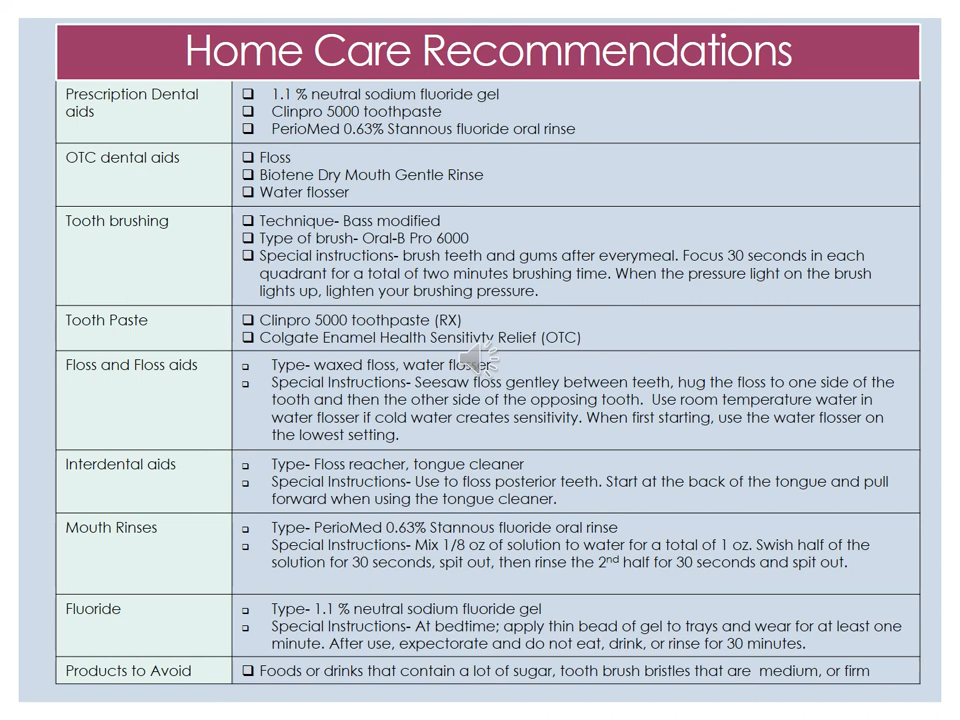 Home Care Recommendations
Prescription Dental
aids
❑ 1.1 % neutral sodium fluoride gel
❑ Clinpro 5000 toothpaste
❑ PerioMed 0.63% Stannous fluoride oral rinse
OTC dental aids
❑ Floss
❑ Biotene Dry Mouth Gentle Rinse
❑ Water flosser
Tooth brushing
❑ Technique- Bass modified
❑ Type of brush- Oral-B Pro 6000
❑ Special instructions- brush teeth and gums after everymeal. Focus 30 seconds in each
quadrant for a total of two minutes brushing time. When the pressure light on the brush
lights up, lighten your brushing pressure.
Tooth Paste
❑ Clinpro 5000 toothpaste (RX)
❑ Colgate Enamel Health Sensitivty Relief (OTC)
Floss and Floss aids
❑ Type- waxed floss, water flosser
❑ Special Instructions- Seesaw floss gentley between teeth, hug the floss to one side of the
tooth and then the other side of the opposing tooth. Use room temperature water in
water flosser if cold water creates sensitivity. When first starting, use the water flosser on
the lowest setting.
Interdental aids
❑ Type- Floss reacher, tongue cleaner
❑ Special Instructions- Use to floss posterior teeth. Start at the back of the tongue and pull
forward when using the tongue cleaner.
Mouth Rinses
❑ Type- PerioMed 0.63% Stannous fluoride oral rinse
❑ Special Instructions- Mix 1/8 oz of solution to water for a total of 1 oz. Swish half of the
solution for 30 seconds, spit out, then rinse the 2nd half for 30 seconds and spit out.
Fluoride
❑ Type- 1.1 % neutral sodium fluoride gel
❑ Special Instructions- At bedtime; apply thin bead of gel to trays and wear for at least one
minute. After use, expectorate and do not eat, drink, or rinse for 30 minutes.
Products to Avoid
❑ Foods or drinks that contain a lot of sugar, tooth brush bristles that are medium, or firm